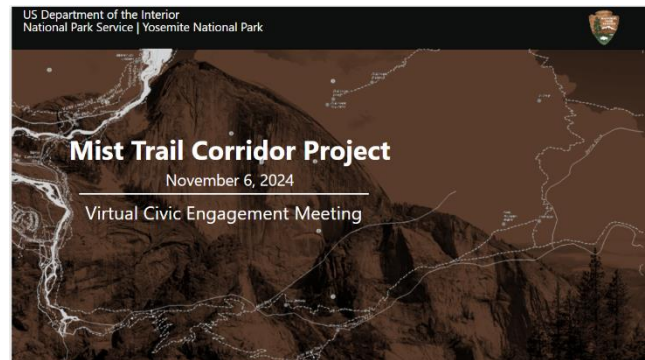 US Department of the Interior
National Park Service | Yosemite National Park
Mist Trail Corridor Project
November 6, 2024
Virtual Civic Engagement Meeting